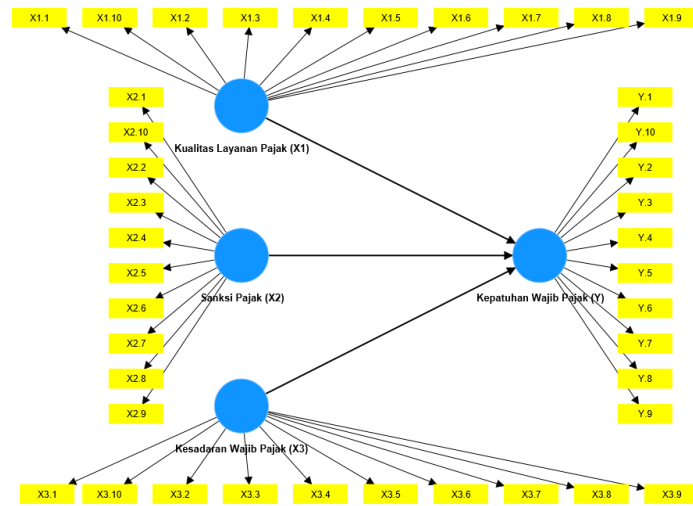 X1.1 X1.10 X1.2 X1.3 X1.4 X1.5 X1.6 X1.7 X1.8 X1.9
Kualitas Layanan Pajak (X1)
X2.1
X2.10
X2.2
X2.3
X2.4
X2.5
X2.6
X2.7
X2.8
X2.9
Sanksi Pajak (X2)
Kepatuhan Wajib Pajak (Y)
Y.1
Y.10
Y.2
Y.3
Y.4
Y.5
Y.6
Y.7
Y.8
Y.9
Kesadaran Wajib Pajak (X3)
X3.1 X3.10 X3.2 X3.3 X3.4 X3.5 X3.6 X3.7 X3.8 X3.9